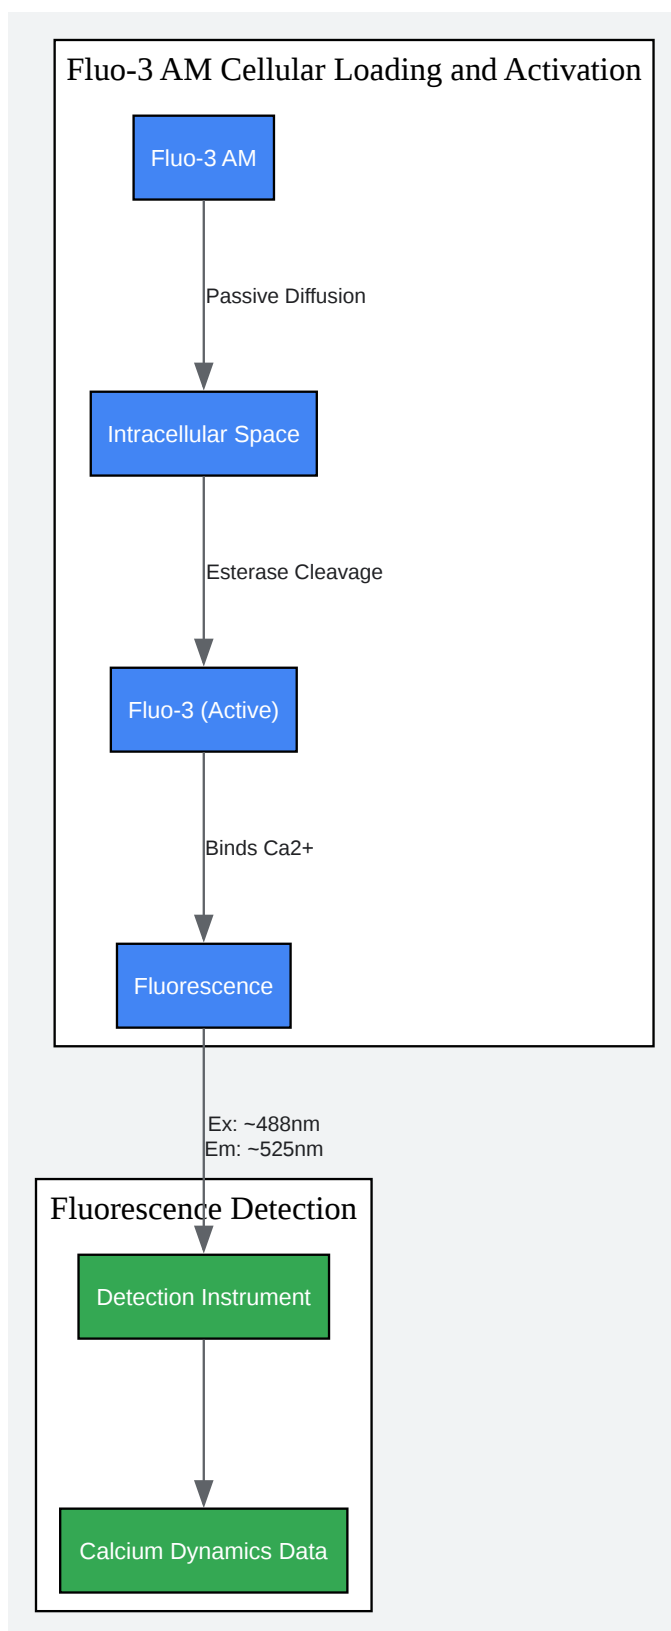 Fluo-3 AM Cellular Loading and Activation
Fluo-3 AM
Passive Diffusion
Intracellular Space
Esterase Cleavage
Fluo-3 (Active)
Binds Ca2+
Fluorescence
Ex: ~488nm
Em: ~525nm
Fluorescence Detection
Detection Instrument
Calcium Dynamics Data